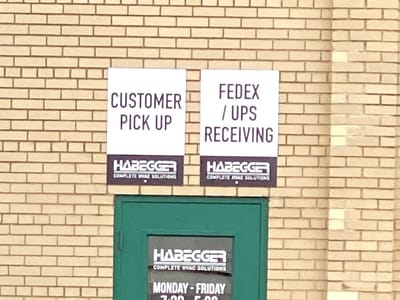 CUSTOMER
PICK UP
HABEGGER
COMPLETE HVAC SOLUTIONS
FEDEX
/ UPS
RECEIVING
HABEGGER
COMPLETE HVAC SOLUTIONS
HABEGGER
COMPLETE HVAC SOLUTIONS
MONDAY - FRIDAY